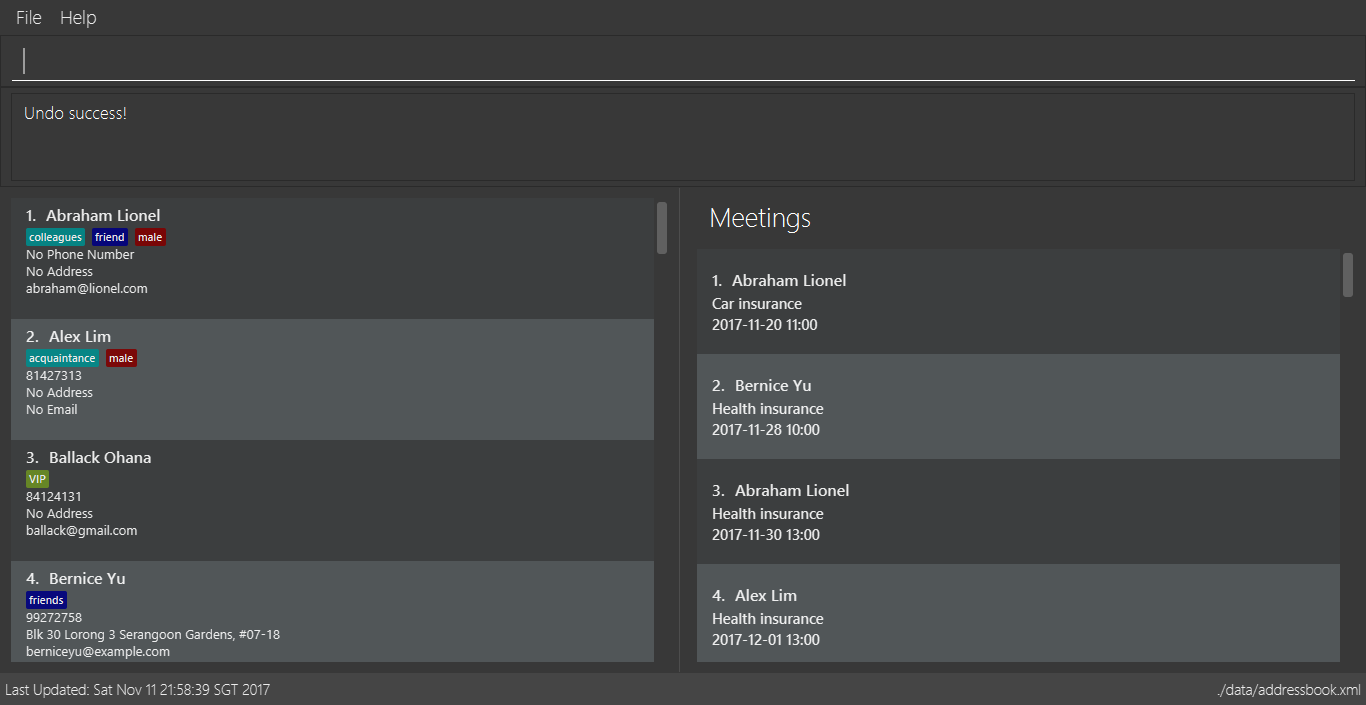 File Help
Undo success!
1. Abraham Lionel
colleagues friend male
No Phone Number
No Address
abraham@lionel.com
2. Alex Lim
acquaintance male
81427313
No Address
No Email
3. Ballack Ohana
VIP
84124131
No Address
ballack@gmail.com
4. Bernice Yu
friends
99272758
Blk 30 Lorong 3 Serangoon Gardens, #07-18
berniceyu@example.com
Meetings
1. Abraham Lionel
Car insurance
2017-11-20 11:00
2. Bernice Yu
Health insurance
2017-11-28 10:00
3. Abraham Lionel
Health insurance
2017-11-30 13:00
4. Alex Lim
Health insurance
2017-12-01 13:00
Last Updated: Sat Nov 11 21:58:39 SGT 2017
./data/addressbook.xml